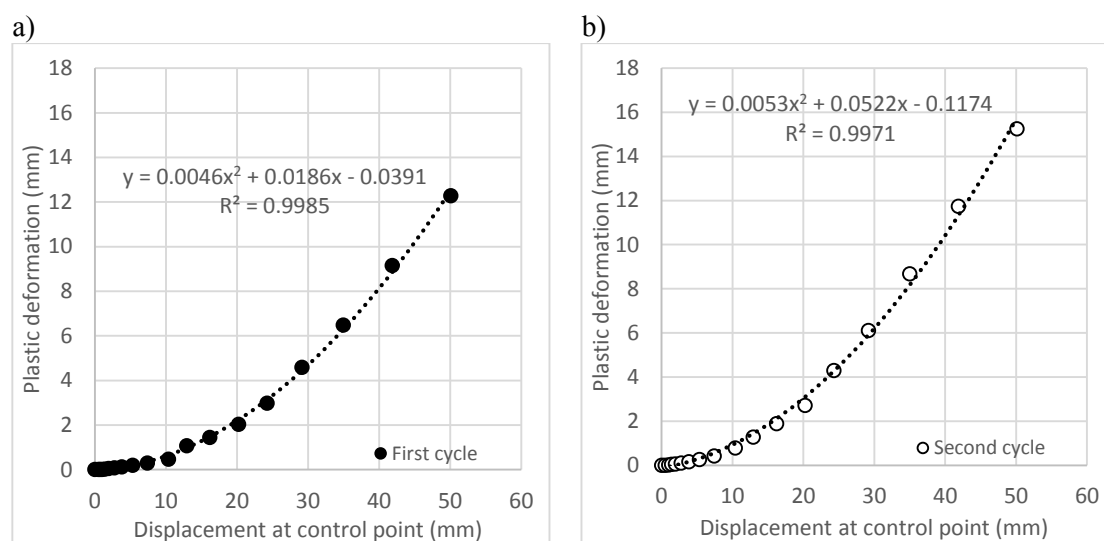 a)
18
16
14
12
10
8
6
4
2
0
Plastic deformation (mm)
y = 0.0046x² + 0.0186x - 0.0391
R² = 0.9985
First cycle
0 10 20 30 40 50 60
Displacement at control point (mm)
b)
18
16
14
12
10
8
6
4
2
0
Plastic deformation (mm)
y = 0.0053x² + 0.0522x - 0.1174
R² = 0.9971
Second cycle
0 10 20 30 40 50 60
Displacement at control point (mm)